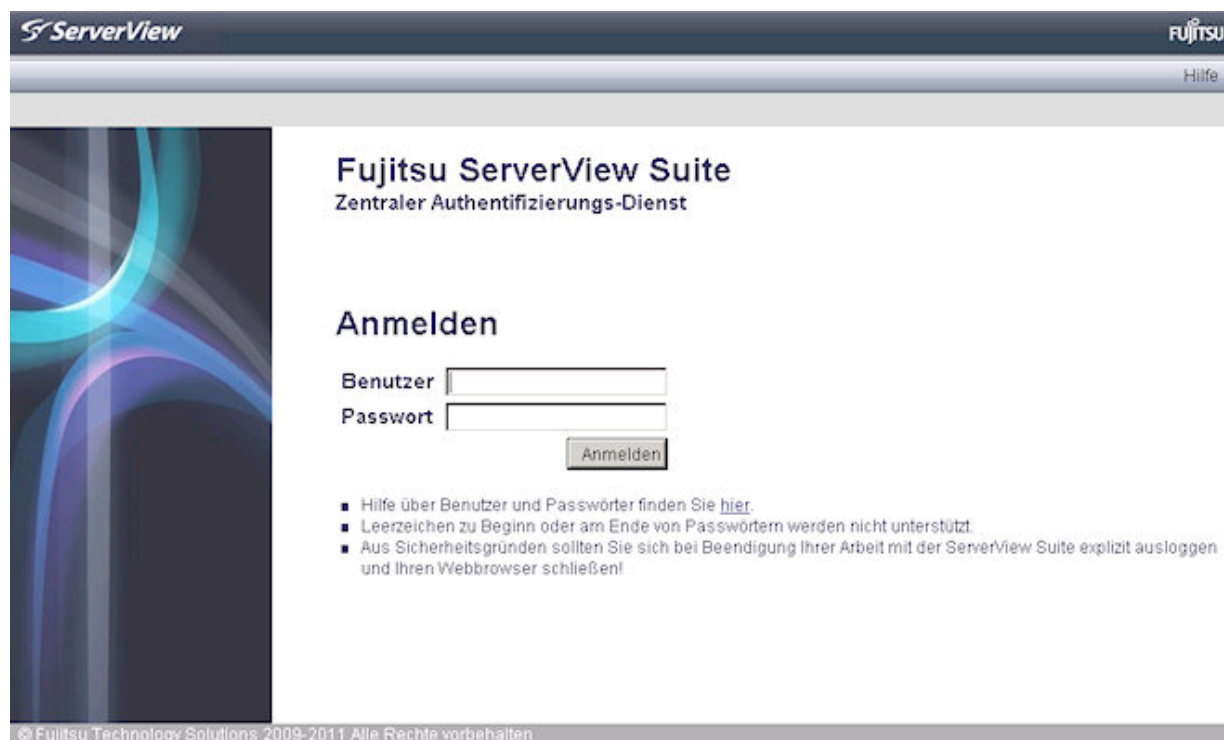 ServerView
FUJITSU
Hilfe
Fujitsu ServerView Suite
Zentraler Authentifizierungs-Dienst
Anmelden
Benutzer
Passwort
Anmelden
Hilfe über Benutzer und Passwörter finden Sie hier.
Leerzeichen zu Beginn oder am Ende von Passwörtern werden nicht unterstützt.
Aus Sicherheitsgründen sollten Sie sich bei Beendigung Ihrer Arbeit mit der ServerView Suite explizit ausloggen
und Ihren Webbrowser schließen!
© Fujitsu Technology Solutions 2009-2011 Alle Rechte vorbehalten